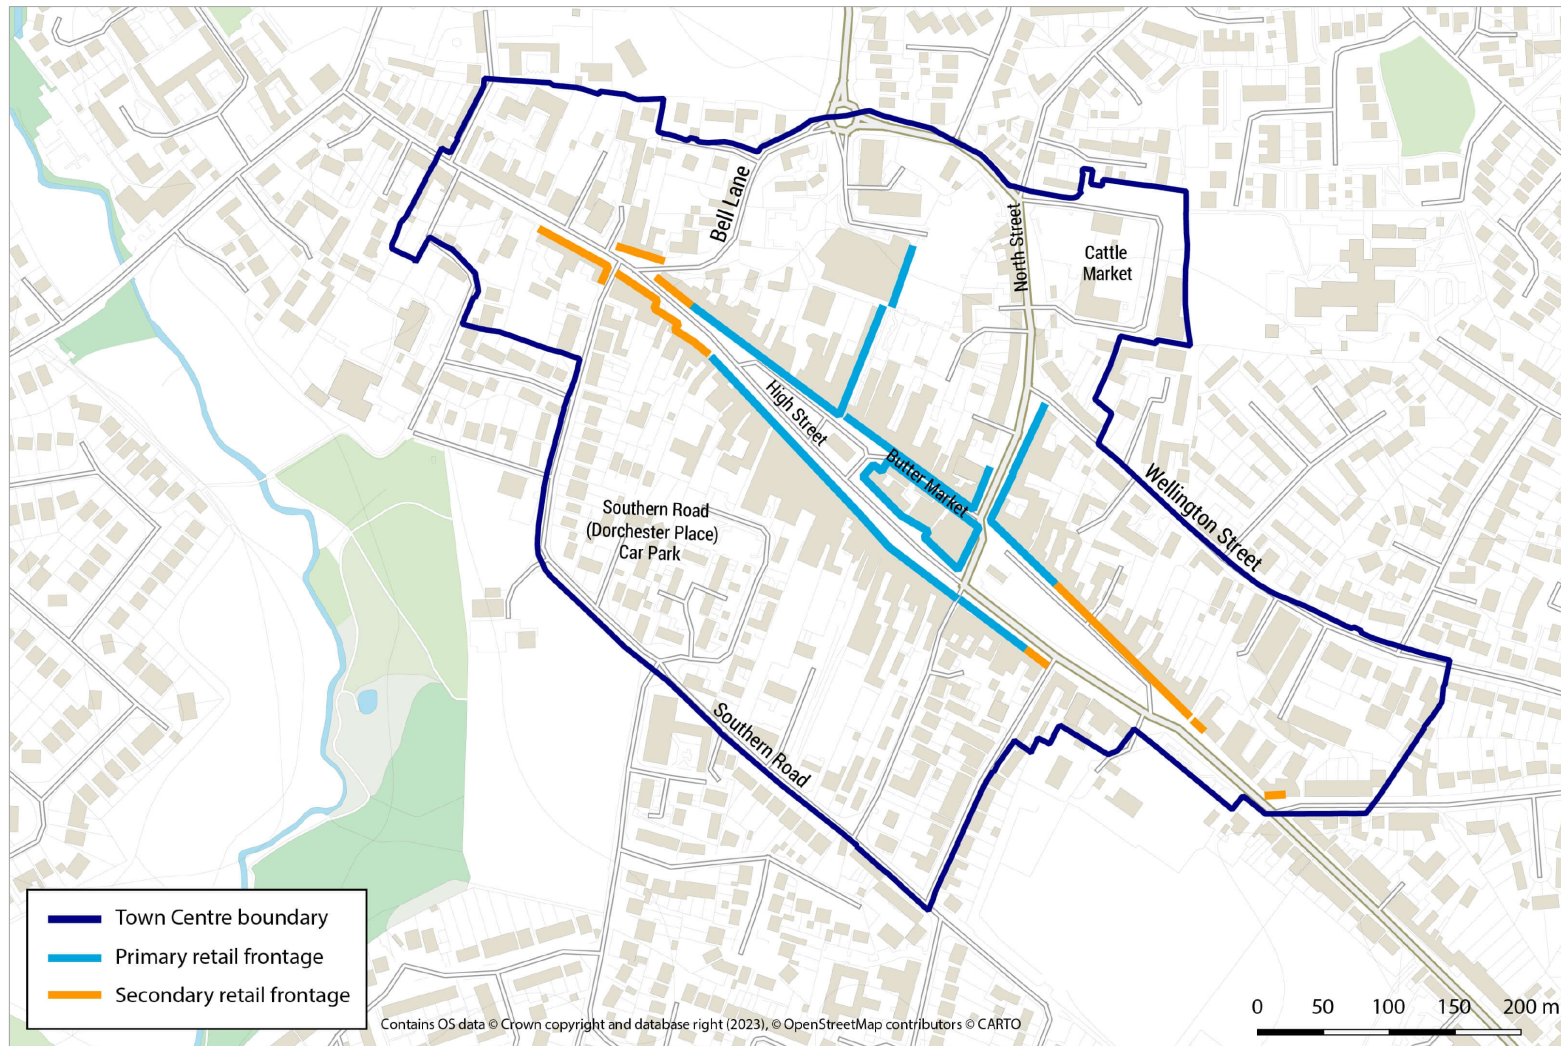 Bell Lane
North Street
Cattle
Market
High Street
Butter Market
Wellington Street
Southern Road
(Dorchester Place)
Car Park
Southern Road
Town Centre boundary
Primary retail frontage
Secondary retail frontage
Contains OS data © Crown copyright and database right (2023), © OpenStreetMap contributors © CARTO
0 50 100 150 200 m